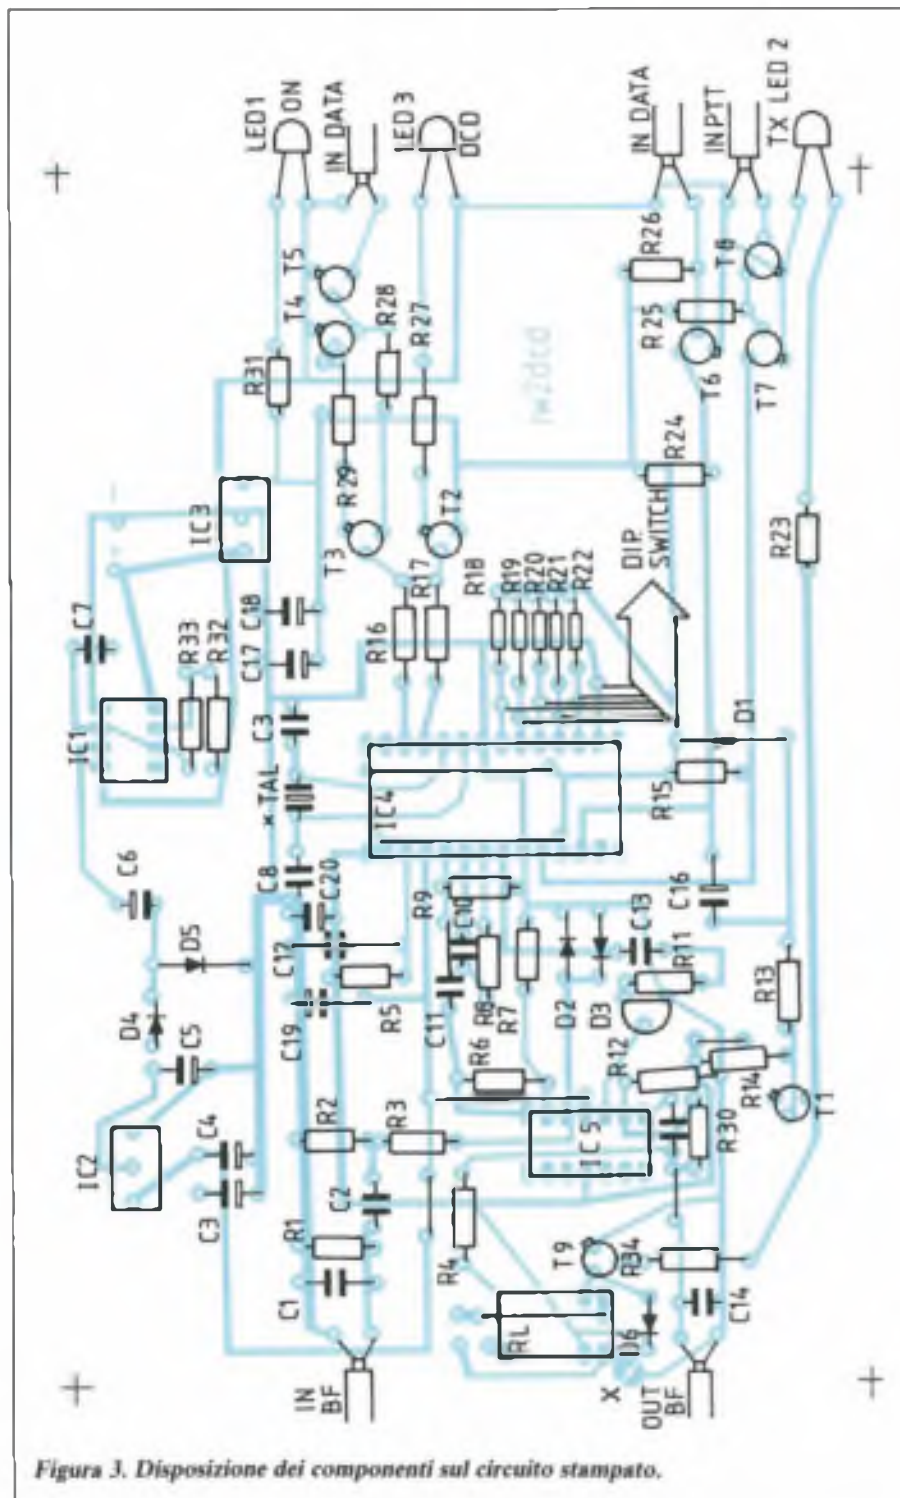 LED1
ON
IN DATA
LED 3
DCD
IN DATA
INPTT
TX LED 2
T5
T4
R28
R27
R26
R25
T8
T6
T7
R31
R29
T3
T2
iw2dcd
R24
DIP.
SWITCH
R23
IC3
C7
C18
C17
R16
R17
R18
R19
R20
R21
R22
R33
R32
IC1
C3
XTAL
IC4
R15
D1
C6
C8
C20
C12
R9
C10
C16
D5
D4
C5
C19
R5
C11
R8
R7
D2
D3
C13
R11
R13
R6
R12
R14
T1
IC2
C4
C3
R2
R3
IC5
R30
R1
C2
R4
T9
R34
C1
RL
D6
C14
IN
BF
X
OUT
BF
Figura 3. Disposizione dei componenti sul circuito stampato.